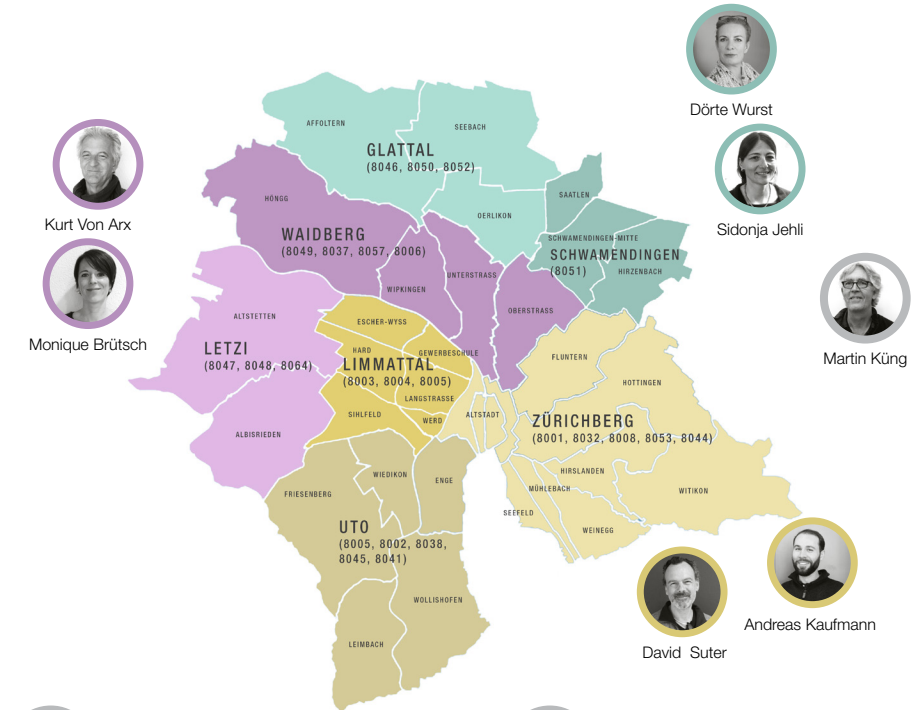 Dörte Wurst
AFFOLTERN
SEEBACH
GLATTAL
(8046, 8050, 8052)
Kurt Von Arx
HÖNGG
OERLIKON
SAATLEN
Sidonja Jehli
WAIDBERG
(8049, 8037, 8057, 8006)
SCHWAMENDINGEN-MITTE
SCHWAMENDINGEN
(8051)
HIRZENBACH
UNTERSTRASS
WIPKINGEN
OBERSTRASS
Monique Brütsch
ALTSTETTEN
ESCHER-WYSS
LETZI
(8047, 8048, 8064)
HARD
GEWERBESCHULE
LIMMATTAL
(8003, 8004, 8005)
LANGSTRASSE
SIHLFELD
WERD
FLUNTERN
Martin Küng
HOTTINGEN
ALTSTADT
ZÜRICHBERG
(8001, 8032, 8008, 8053, 8044)
ALBISRIEDEN
HIRSLANDEN
MÜHLEBACH
WITIKON
SEEFELD
WEINEGG
WIEDIKON
ENGE
FRIESENBERG
UTO
(8005, 8002, 8038,
8045, 8041)
WOLLISHOFEN
LEIMBACH
Andreas Kaufmann
David Suter